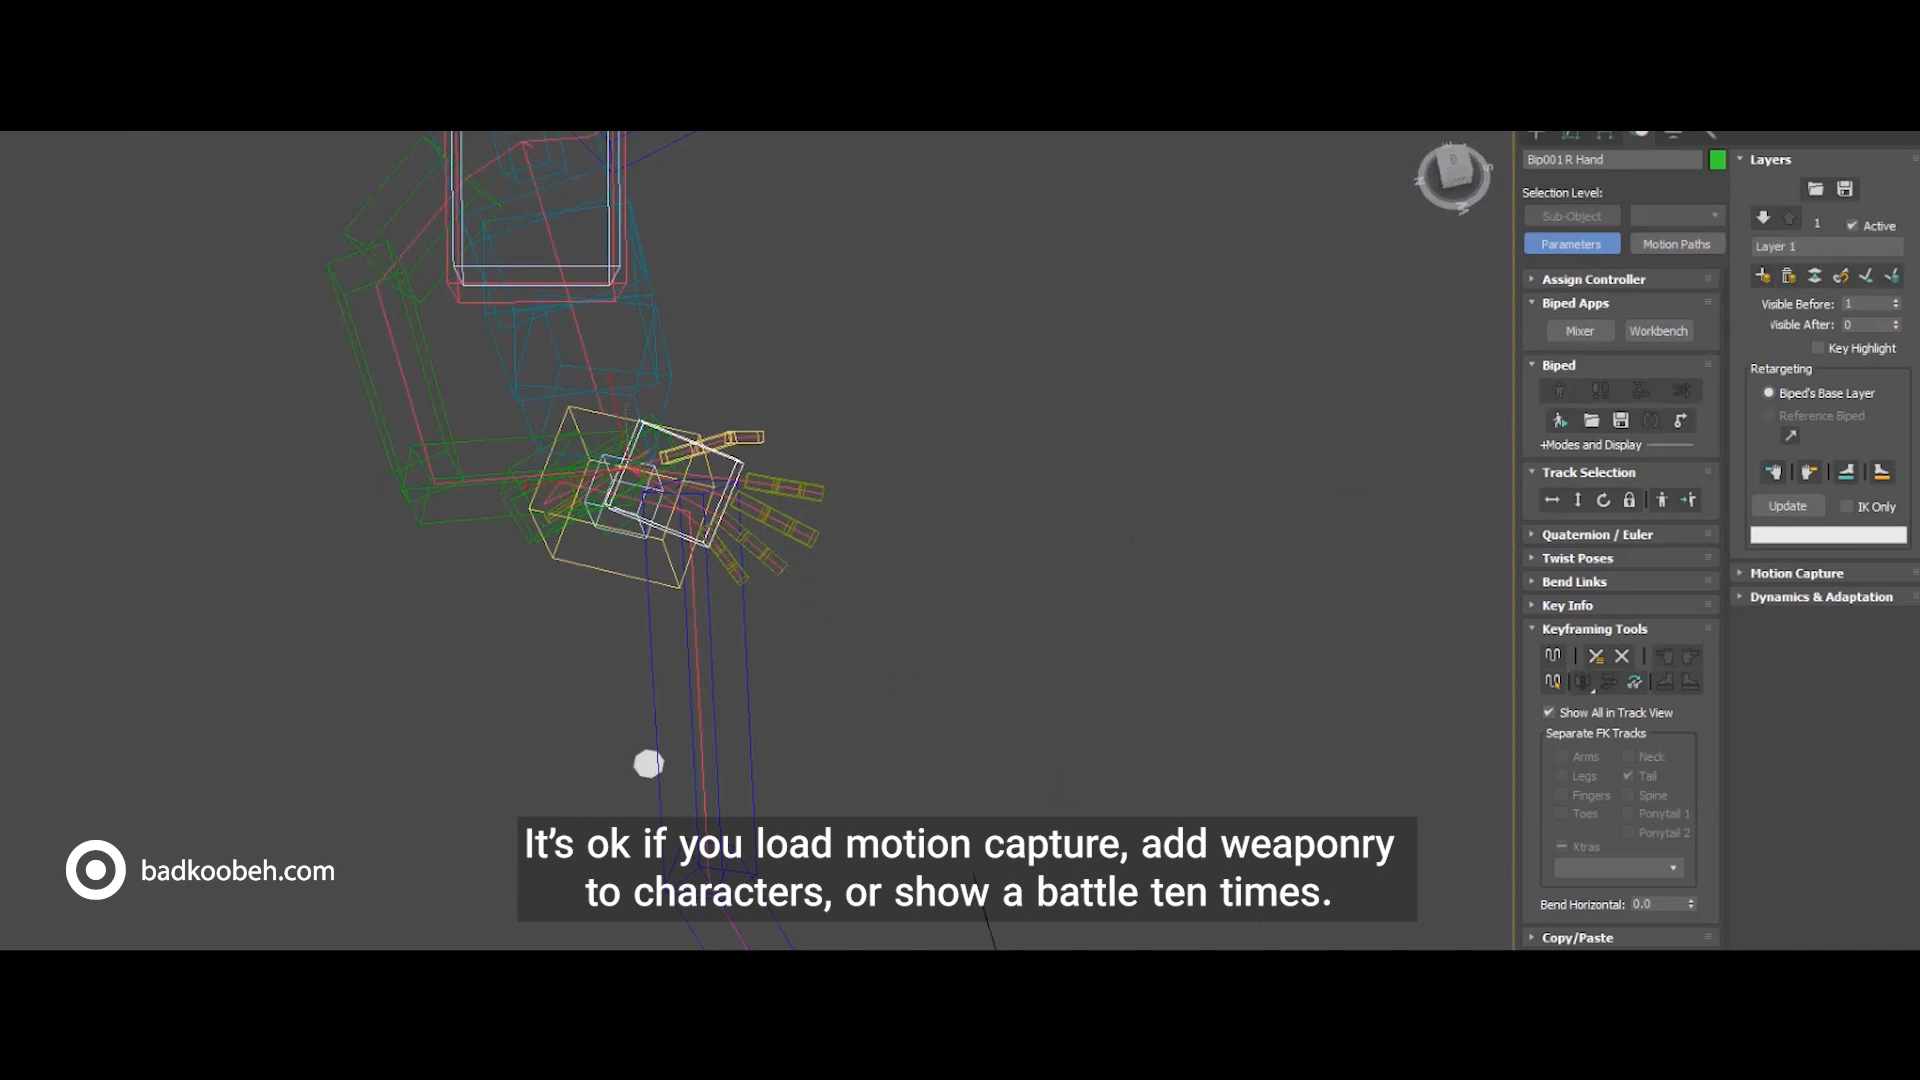 Bip001 R Hand
Selection Level:
Sub-Object
Parameters
Motion Paths
Assign Controller
Biped Apps
Mixer
Workbench
Biped
+Modes and Display
Track Selection
Quaternion / Euler
Twist Poses
Bend Links
Key Info
Keyframing Tools
Show All in Track View
Separate FK Tracks
Arms
Neck
Legs
Tail
Fingers
Spine
Toes
Ponytail 1
Ponytail 2
Xtras
Bend Horizontal: 0.0
Copy/Paste
Layers
1
Active
Layer 1
Visible Before: 1
Visible After: 0
Key Highlight
Retargeting
Biped's Base Layer
Reference Biped
Update
IK Only
Motion Capture
Dynamics & Adaptation
badkoobeh.com
It's ok if you load motion capture, add weaponry
to characters, or show a battle ten times.